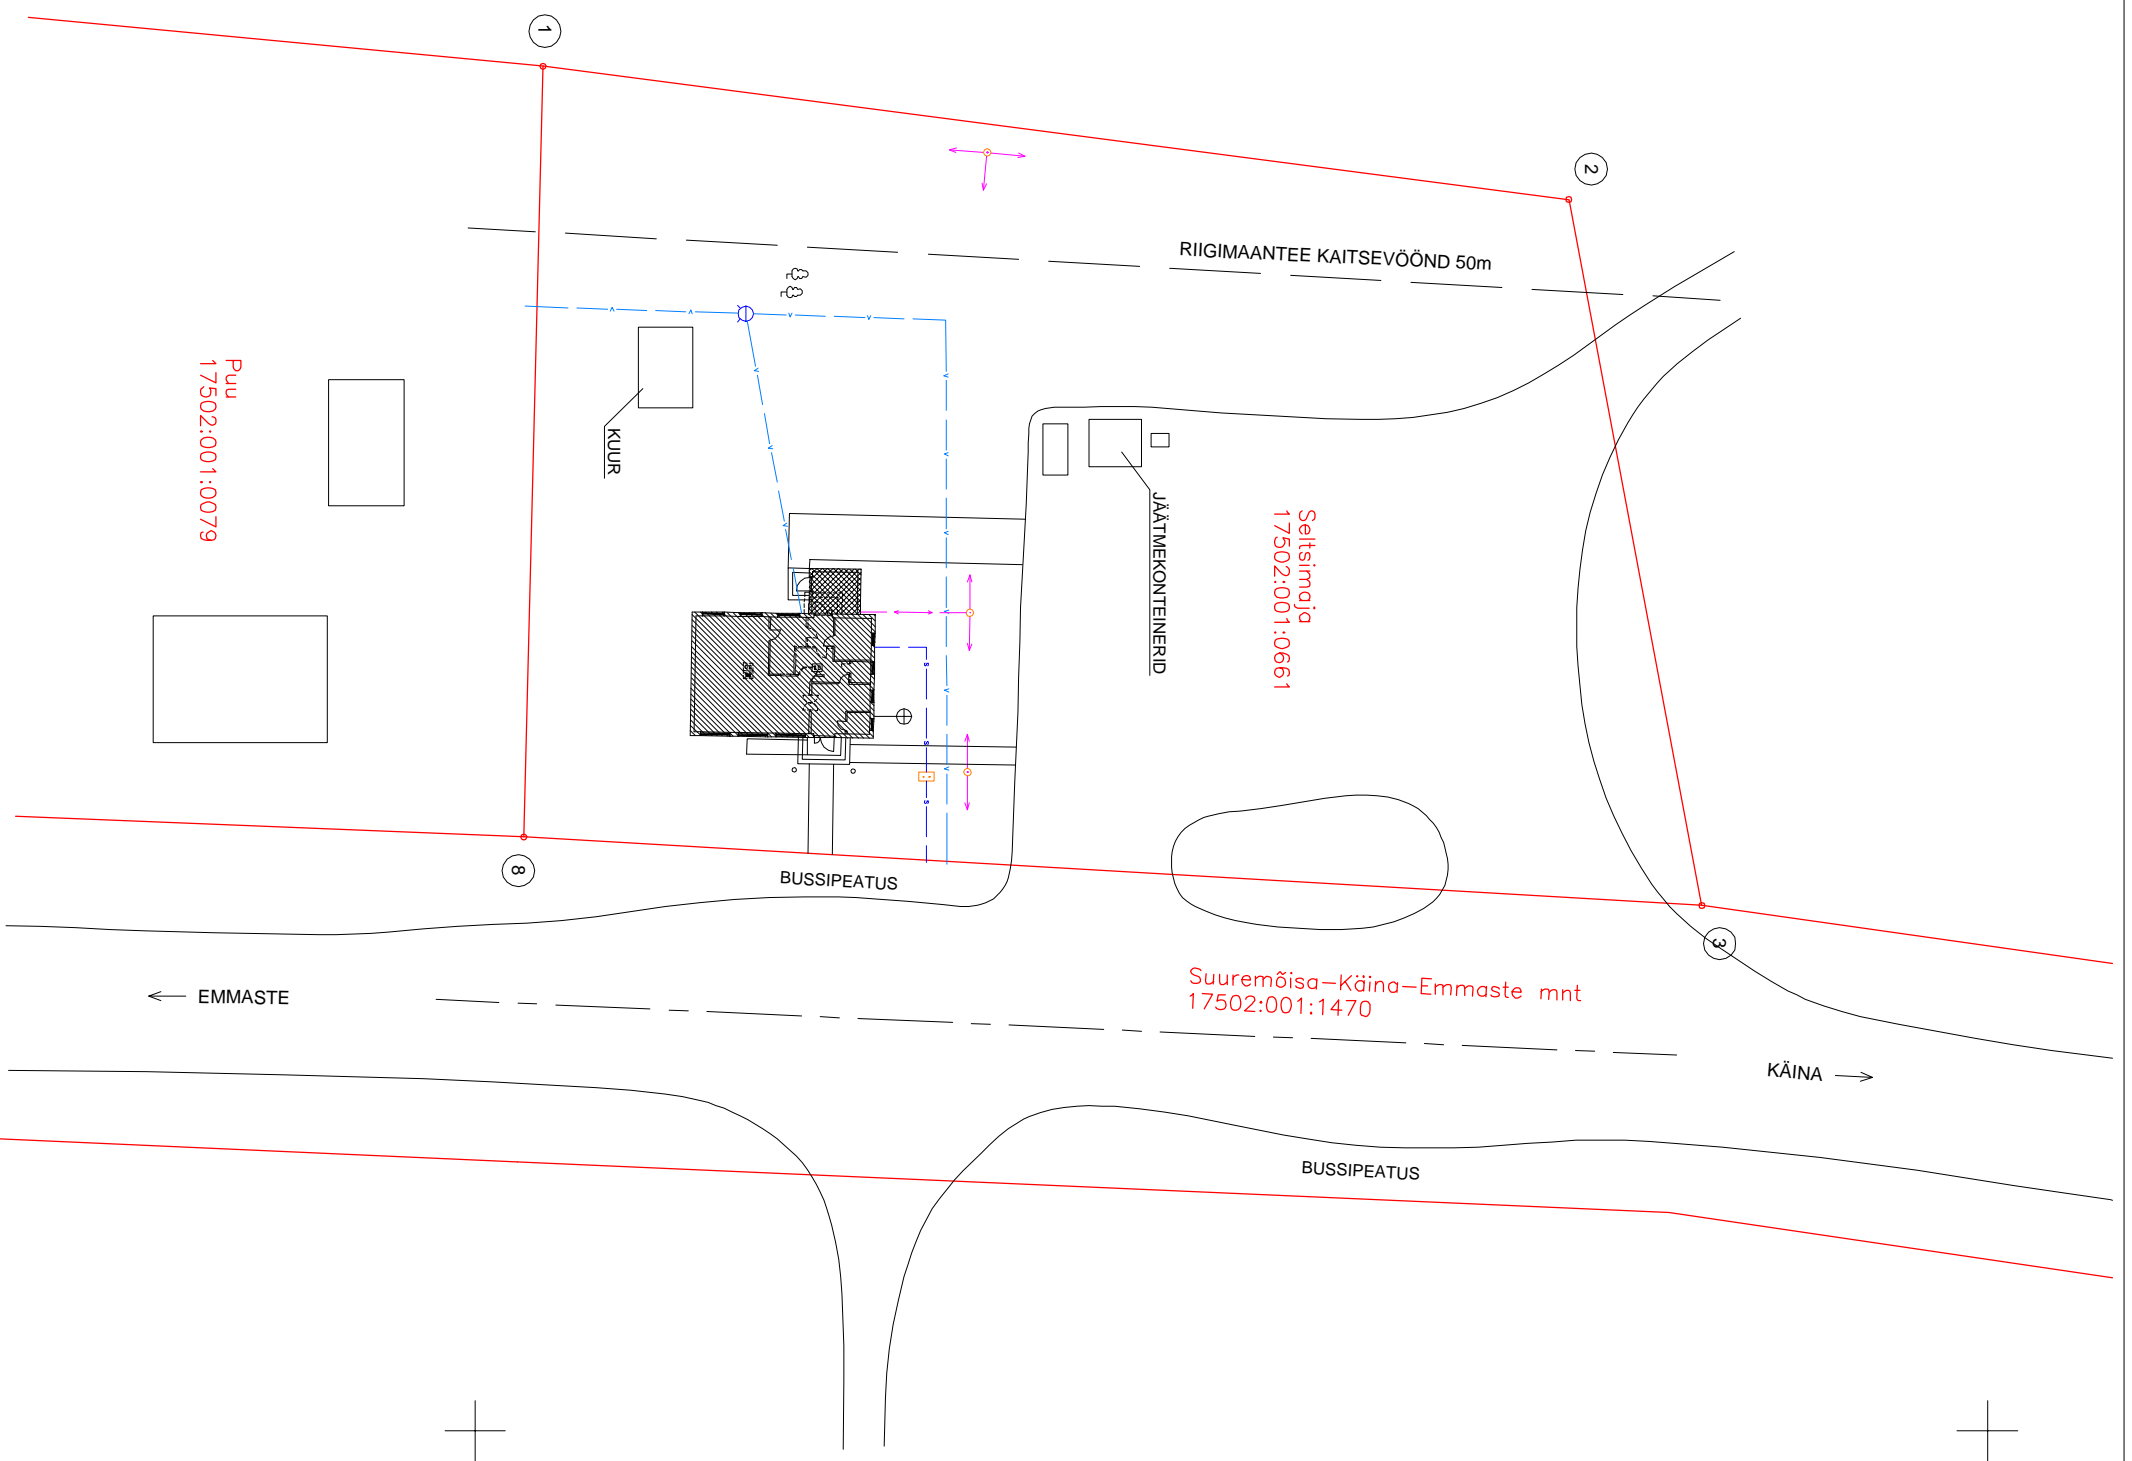 1
2
RIIGIMAANTEE KAITSEVÖÖND 50m
Puu
17502:001:0079
KUUR
JÄÄTMEKONTEINERID
Seltsimaja
17502:001:0661
8
BUSSIPEATUS
3
Suuremõisa-Käina-Emmaste mnt
17502:001:1470
EMMASTE
KÄINA
BUSSIPEATUS